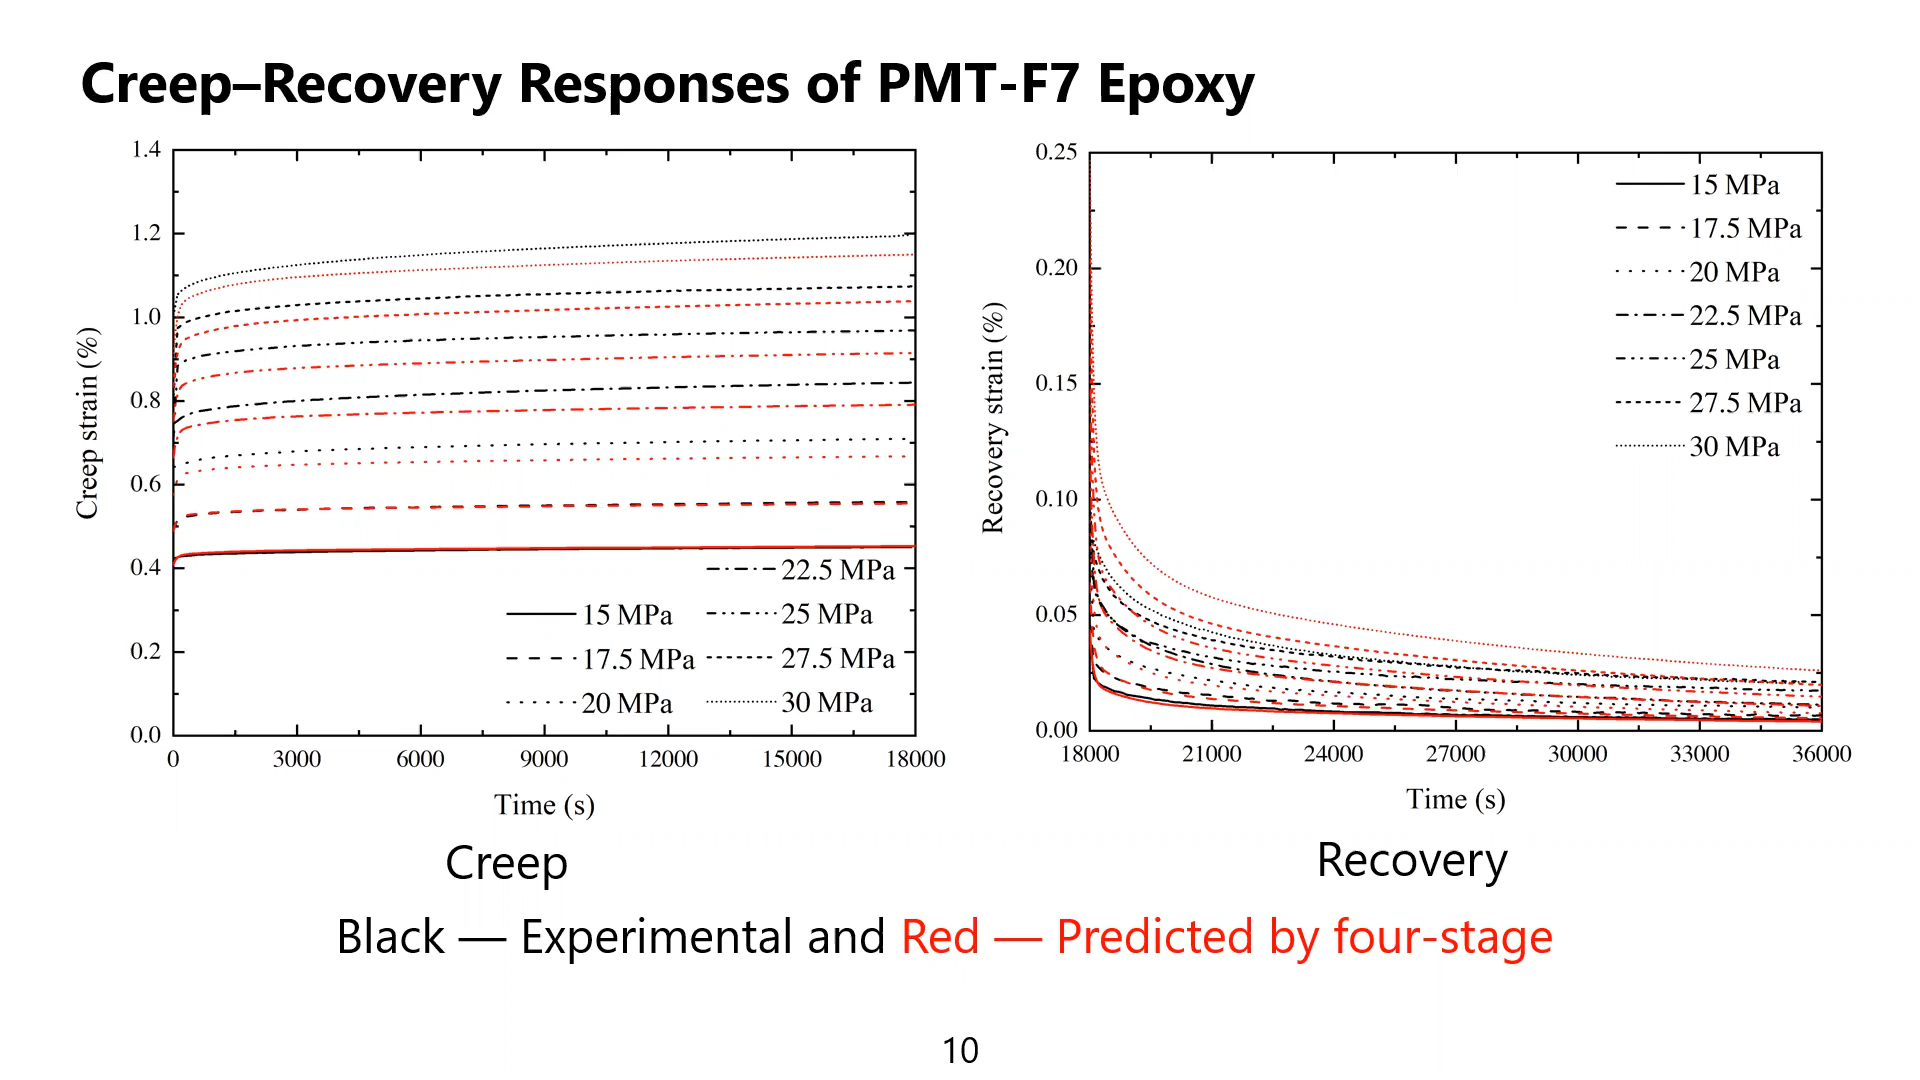 Creep–Recovery Responses of PMT-F7 Epoxy
1.4
1.2
1.0
0.8
0.6
0.4
0.2
0.0
Creep strain (%)
22.5 MPa
15 MPa
25 MPa
17.5 MPa
27.5 MPa
20 MPa
30 MPa
0
3000
6000
9000
12000
15000
18000
Time (s)
Creep
0.25
0.20
0.15
0.10
0.05
0.00
Recovery strain (%)
15 MPa
17.5 MPa
20 MPa
22.5 MPa
25 MPa
27.5 MPa
30 MPa
18000
21000
24000
27000
30000
33000
36000
Time (s)
Recovery
Black — Experimental and Red — Predicted by four-stage
10